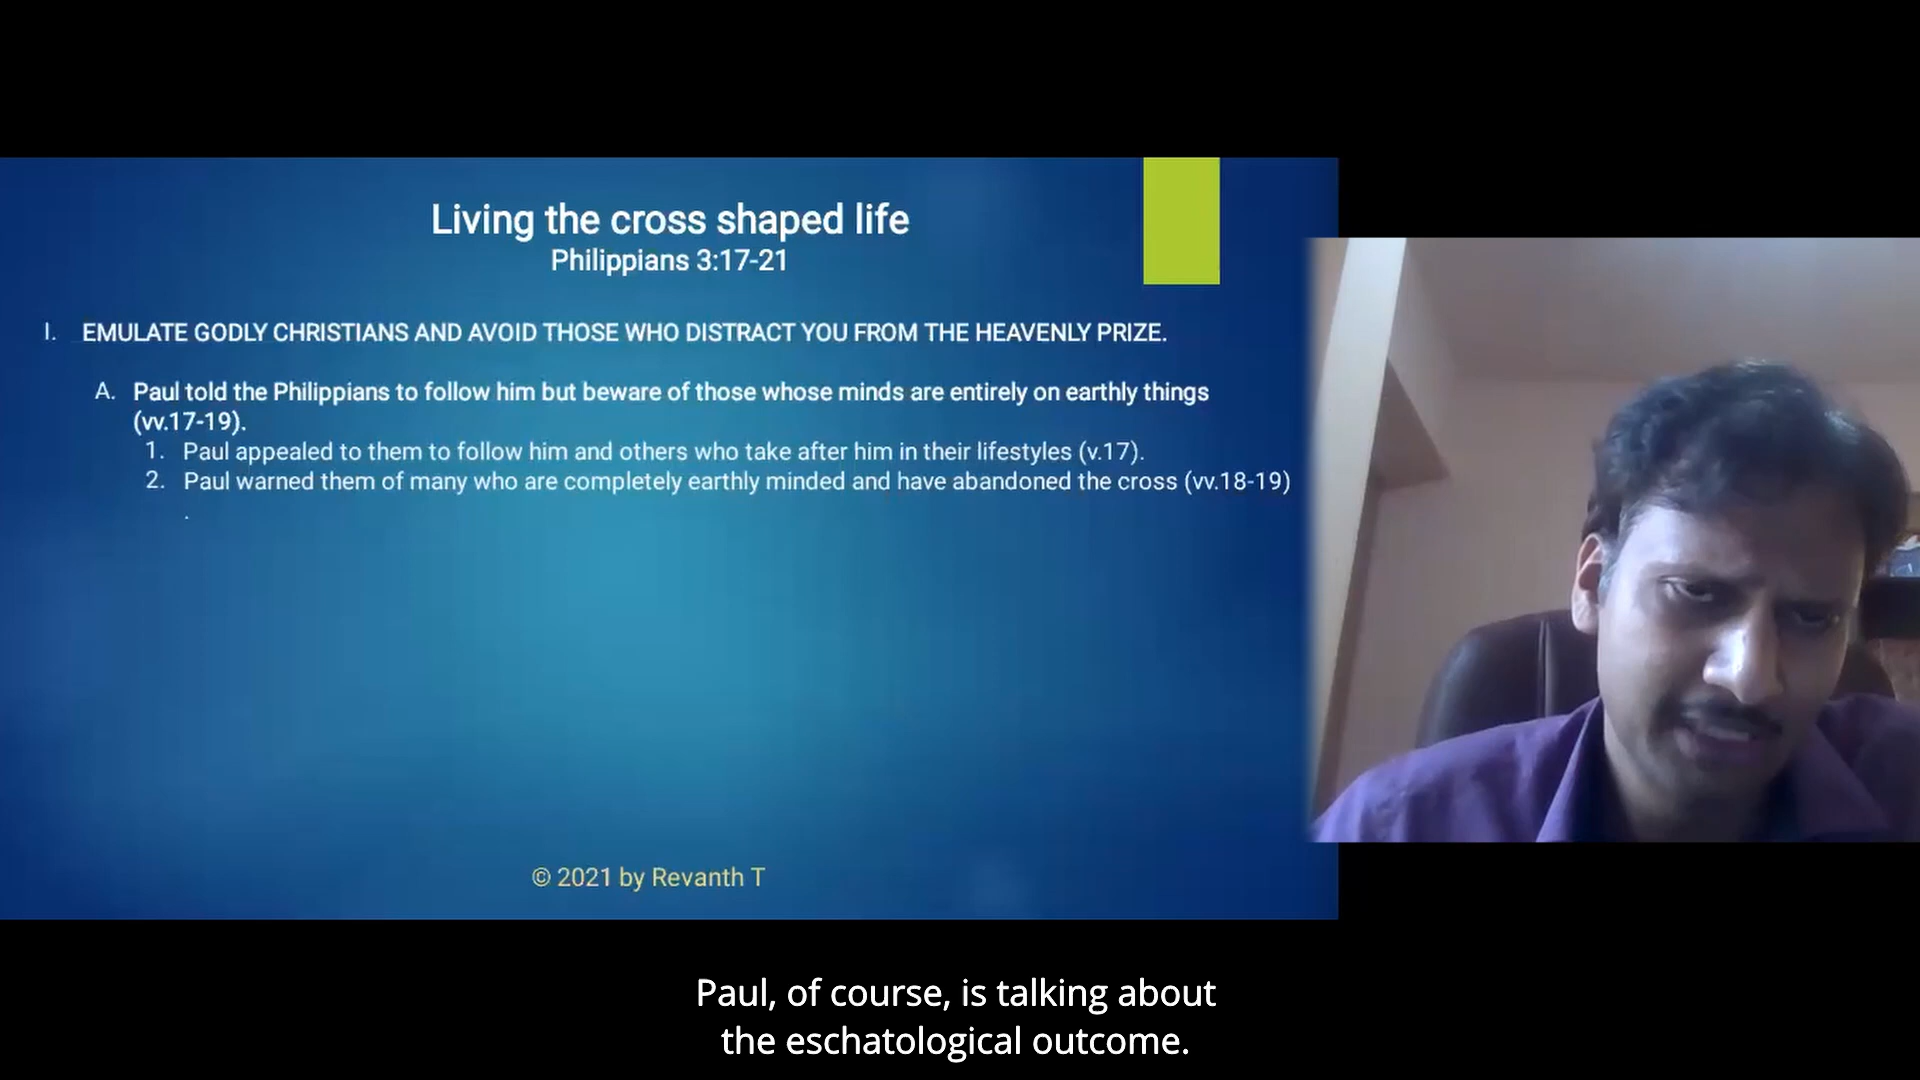 Living the cross shaped life
Philippians 3:17-21
I. EMULATE GODLY CHRISTIANS AND AVOID THOSE WHO DISTRACT YOU FROM THE HEAVENLY PRIZE.
A. Paul told the Philippians to follow him but beware of those whose minds are entirely on earthly things
(vv.17-19).
1. Paul appealed to them to follow him and others who take after him in their lifestyles (v.17).
2. Paul warned them of many who are completely earthly minded and have abandoned the cross (vv.18-19)
.
© 2021 by Revanth T
Paul, of course, is talking about
the eschatological outcome.